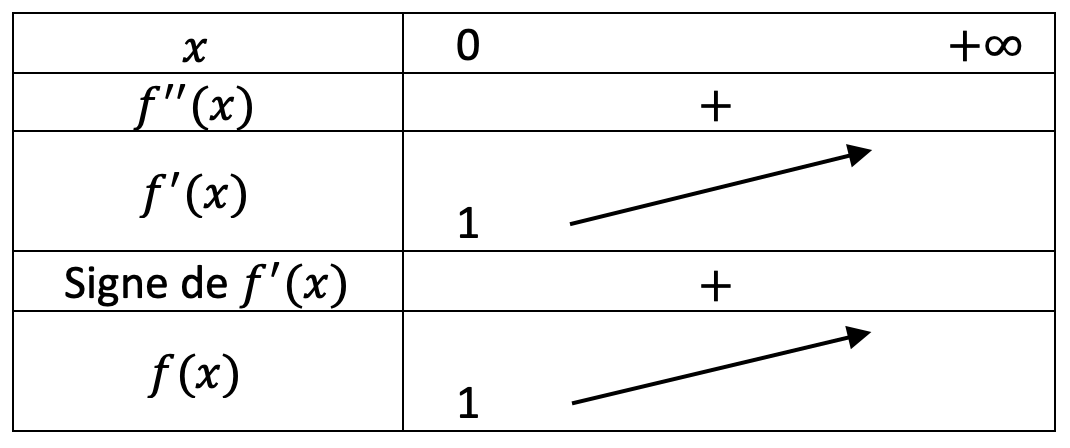 x 0 +∞
f''(x) +
f'(x) 1
Signe de f'(x) +
f(x) 1